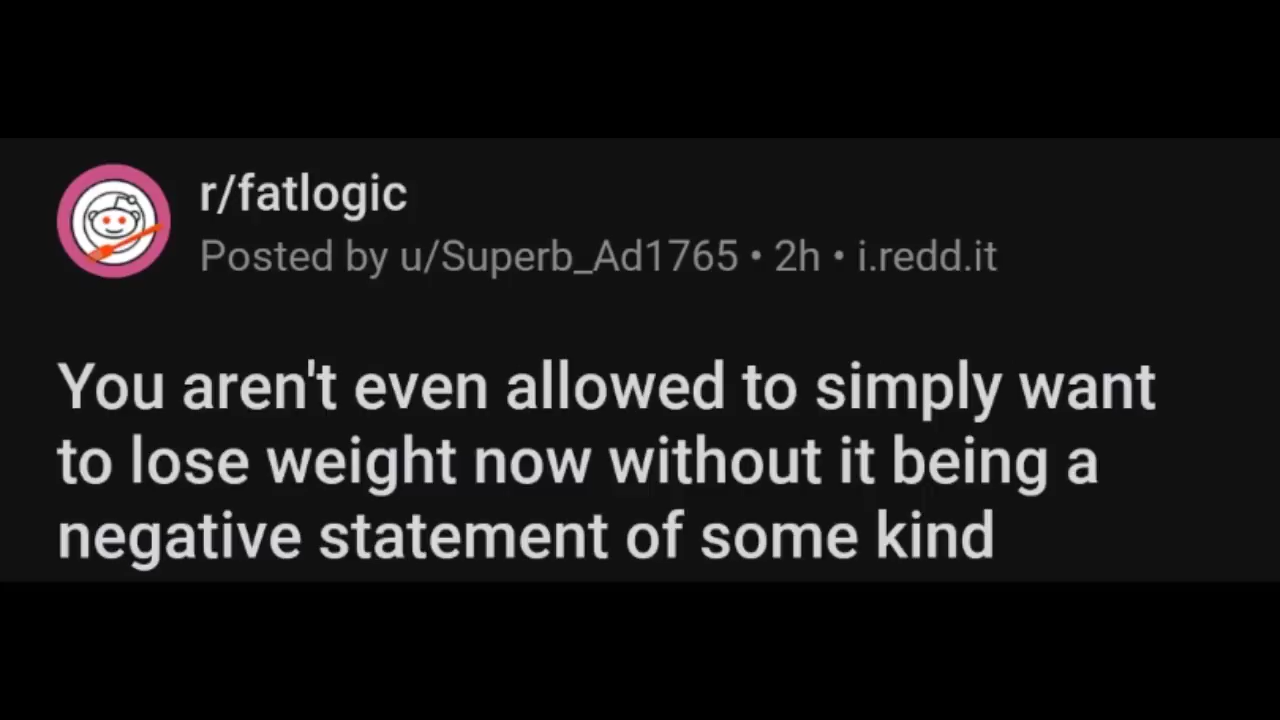 r/fatlogic
Posted by u/Superb_Ad1765 • 2h • i.redd.it
You aren't even allowed to simply want
to lose weight now without it being a
negative statement of some kind